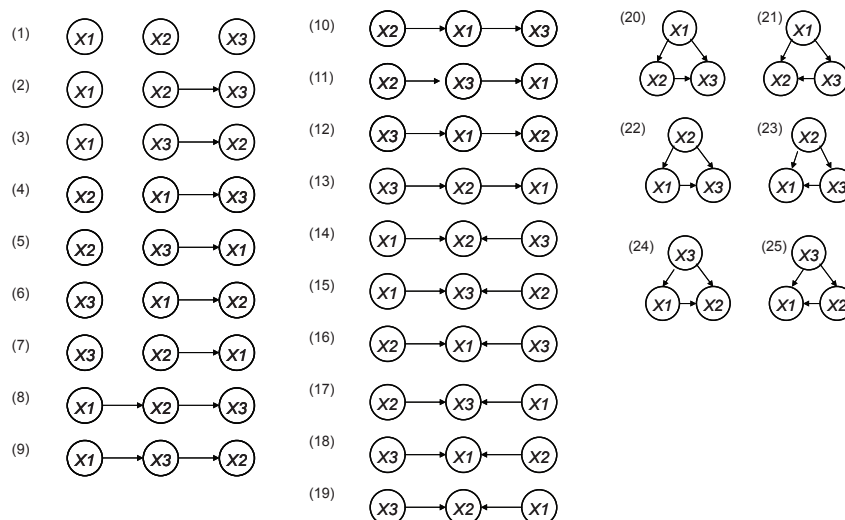 (1) X1 X2 X3
(2) X1 X2 X3
(3) X1 X3 X2
(4) X2 X1 X3
(5) X2 X3 X1
(6) X3 X1 X2
(7) X3 X2 X1
(8) X1 X2 X3
(9) X1 X3 X2
(10) X2 X1 X3
(11) X2 X3 X1
(12) X3 X1 X2
(13) X3 X2 X1
(14) X1 X2 X3
(15) X1 X3 X2
(16) X2 X1 X3
(17) X2 X3 X1
(18) X3 X1 X2
(19) X3 X2 X1
(20) X1
X2 X3
(21) X1
X2 X3
(22) X2
X1 X3
(23) X2
X1 X3
(24) X3
X1 X2
(25) X3
X1 X2